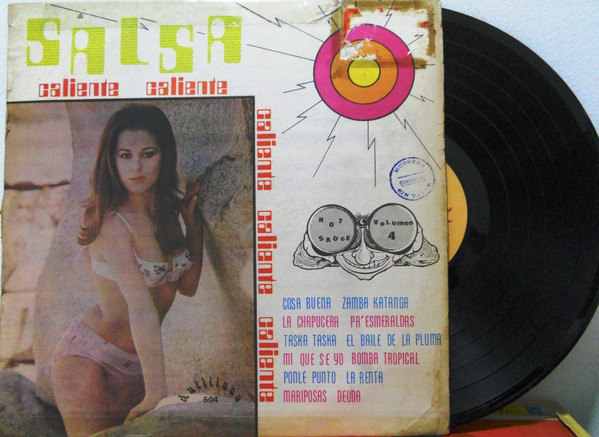 SALSA
caliente caliente
caliente caliente caliente
HOT SAUCE Volumen 4
COSA BUENA ZAMBA KATANGA
LA CHAPUCERA PA'ESMERALDAS
TASKA TASKA EL BAILE DE LA PLUMA
MI QUE SE YO BOMBA TROPICAL
PONLE PUNTO LA RENTA
MARIPOSAS DEUDA
504